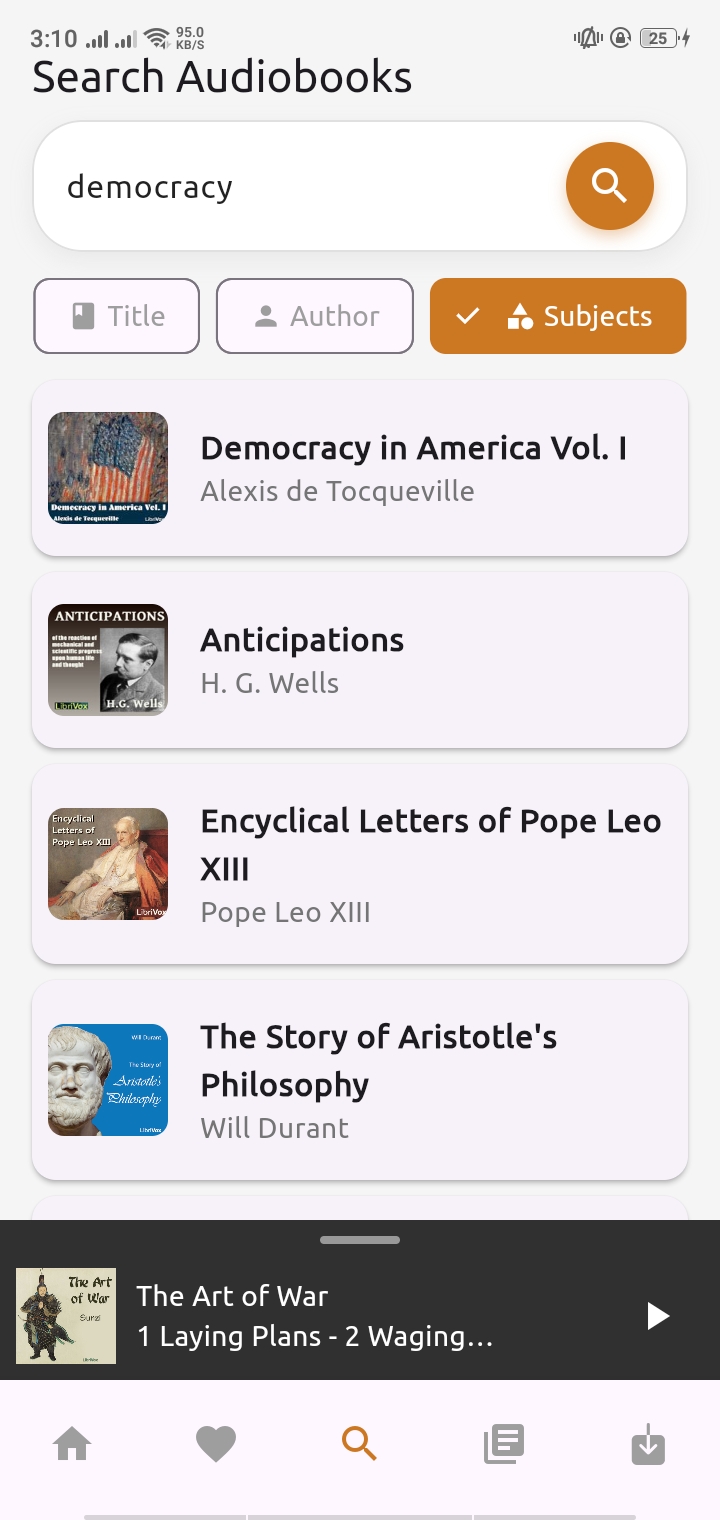 3:10 95.0 KB/S 25
Search Audiobooks
democracy
Title Author Subjects
Democracy in America Vol. I
Alexis de Tocqueville
LibriVox
Democracy in America Vol. I
Alexis de Tocqueville
ANTICIPATIONS
of the reaction of
mechanical and
scientific progress
upon human life
and thought
LibriVox H.G. Wells
Anticipations
H. G. Wells
Encyclical
Letters of
Pope Leo XIII
LibriVox
Encyclical Letters of Pope Leo
XIII
Pope Leo XIII
Will Durant
The Story of
Aristotle's
Philosophy
LibriVox
The Story of Aristotle's
Philosophy
Will Durant
The Art
of War
Sunzi
LibriVox
The Art of War
1 Laying Plans - 2 Waging...